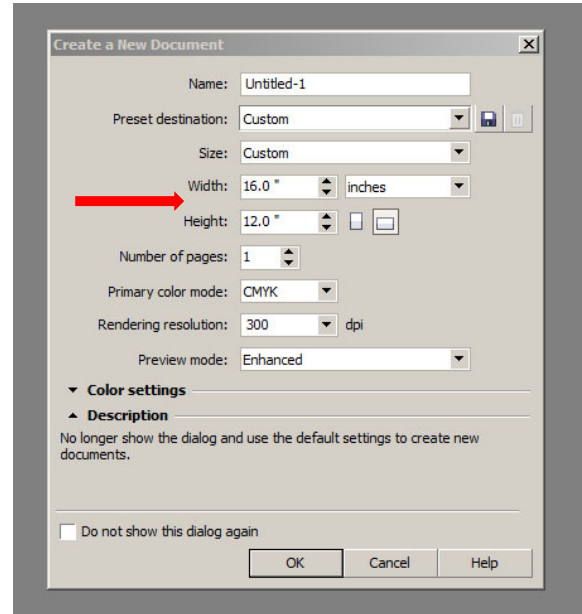 Create a New Document
Name: Untitled-1
Preset destination: Custom
Size: Custom
Width: 16.0 " inches
Height: 12.0 "
Number of pages: 1
Primary color mode: CMYK
Rendering resolution: 300 dpi
Preview mode: Enhanced
Color settings
Description
No longer show the dialog and use the default settings to create new
documents.
Do not show this dialog again
OK Cancel Help